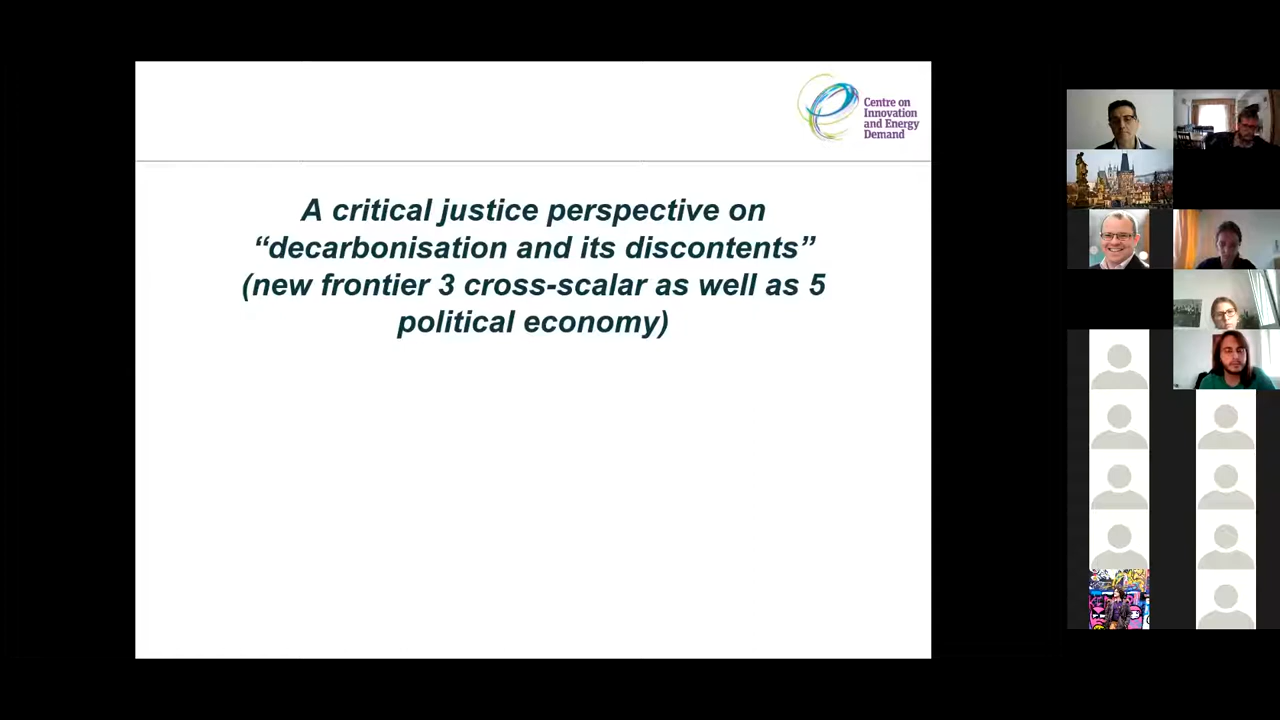 Centre on
Innovation
and Energy
Demand
A critical justice perspective on
“decarbonisation and its discontents”
(new frontier 3 cross-scalar as well as 5
political economy)